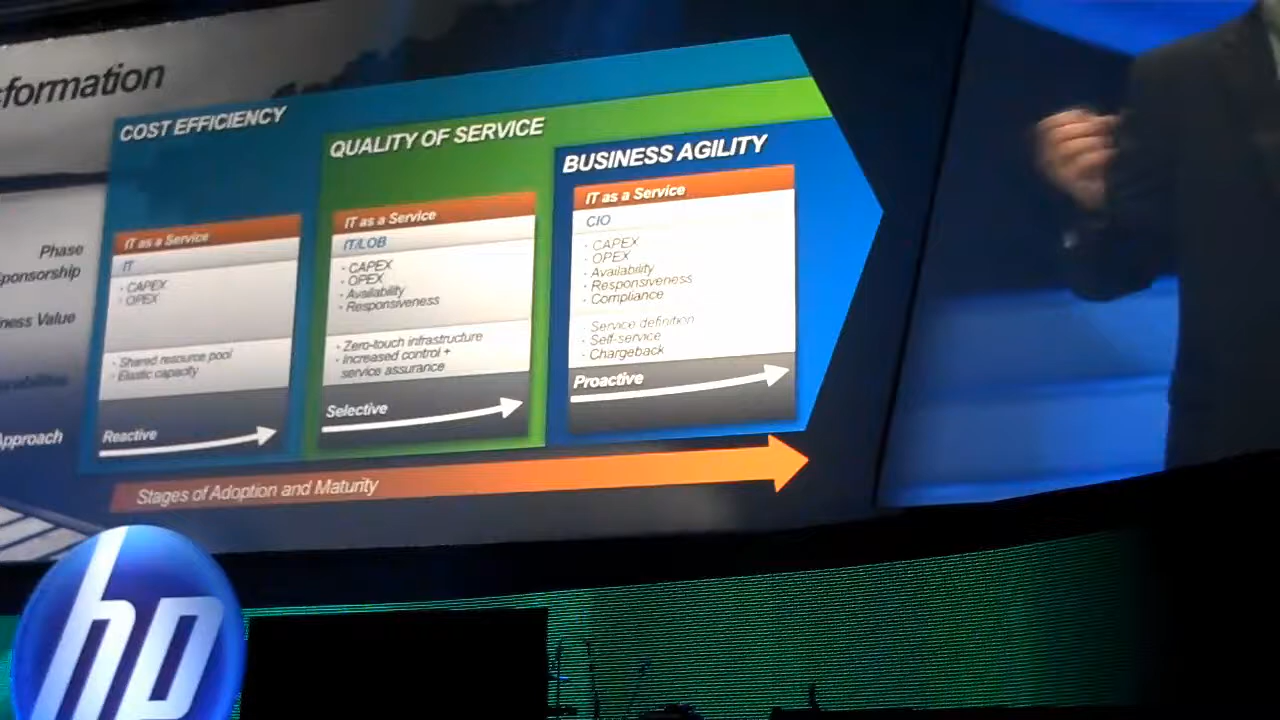 sformation
COST EFFICIENCY
QUALITY OF SERVICE
BUSINESS AGILITY
Phase
ponsorship
ness Value
Approach
IT as a Service
IT
- CAPEX
- OPEX
- Shared resource pool
- Elastic capacity
Reactive
IT as a Service
IT/LOB
- CAPEX
- OPEX
- Availability
- Responsiveness
- Zero-touch infrastructure
- Increased control +
service assurance
Selective
IT as a Service
CIO
- CAPEX
- OPEX
- Availability
- Responsiveness
- Compliance
- Service definition
- Self-service
- Chargeback
Proactive
Stages of Adoption and Maturity
hp